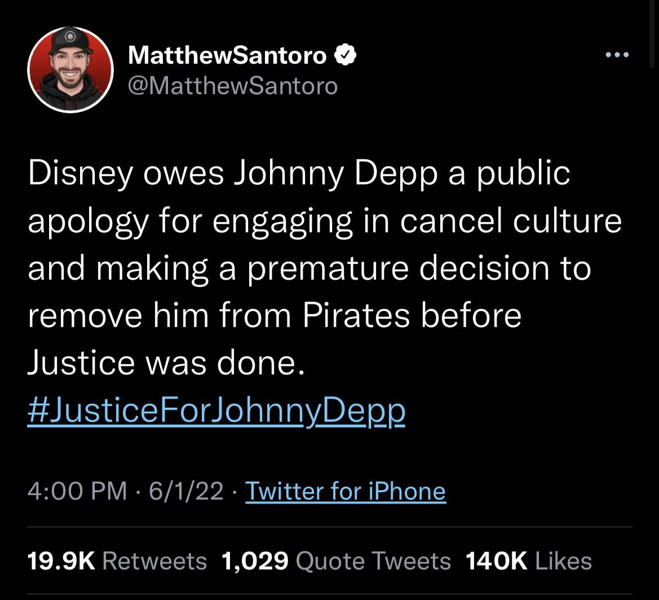 MatthewSantoro
@MatthewSantoro
Disney owes Johnny Depp a public
apology for engaging in cancel culture
and making a premature decision to
remove him from Pirates before
Justice was done.
#JusticeForJohnnyDepp
4:00 PM · 6/1/22 · Twitter for iPhone
19.9K Retweets 1,029 Quote Tweets 140K Likes